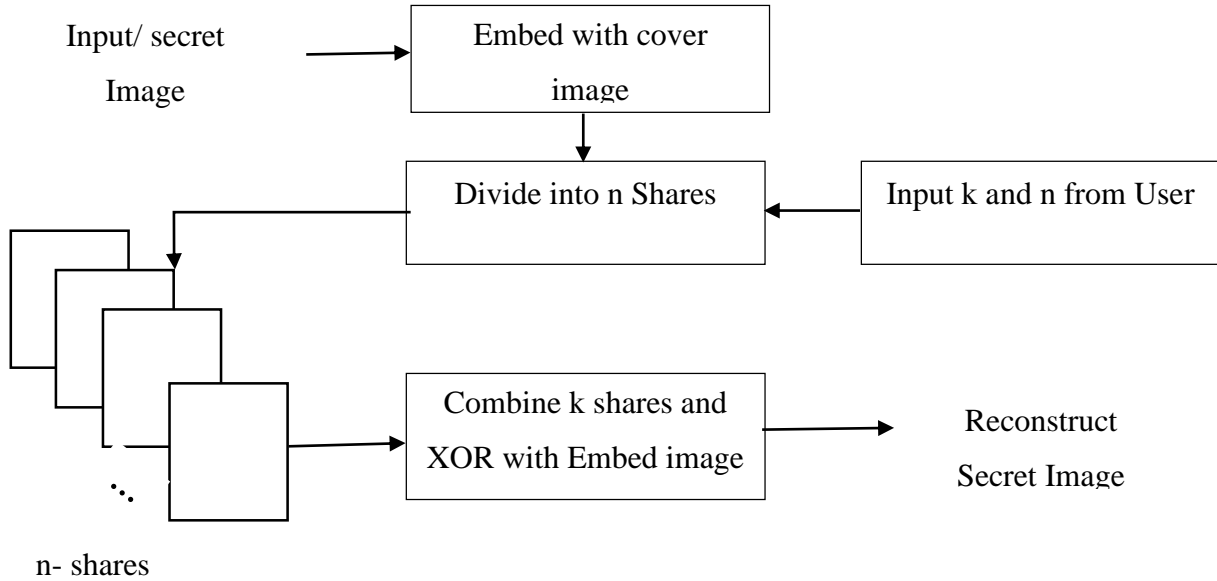 Input/ secret
Image
Embed with cover
image
Divide into n Shares
Input k and n from User
Combine k shares and
XOR with Embed image
Reconstruct
Secret Image
n- shares